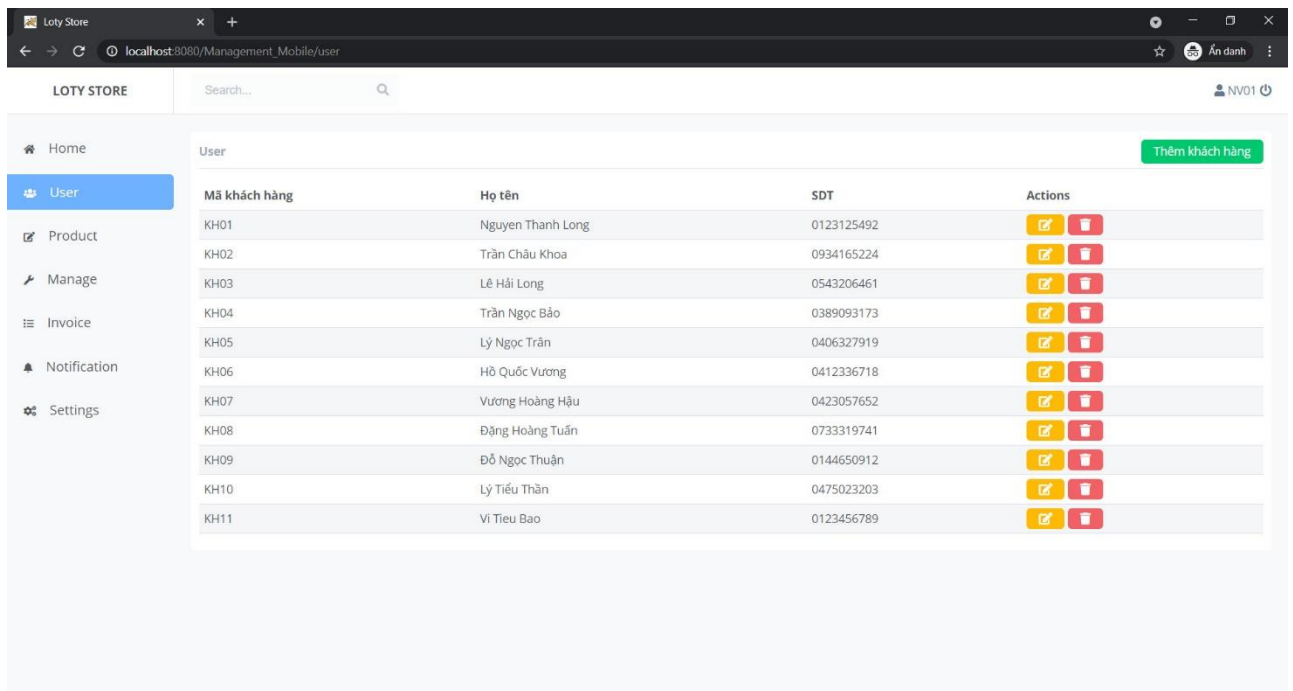 Loty Store
localhost:8080/Management_Mobile/user
Ẩn danh
LOTY STORE
Search...
NV01
Home
User
Product
Manage
Invoice
Notification
Settings
User
Thêm khách hàng
Mã khách hàng Họ tên SDT Actions
KH01 Nguyen Thanh Long 0123125492
KH02 Trần Châu Khoa 0934165224
KH03 Lê Hải Long 0543206461
KH04 Trần Ngọc Bảo 0389093173
KH05 Lý Ngọc Trân 0406327919
KH06 Hồ Quốc Vương 0412336718
KH07 Vương Hoàng Hậu 0423057652
KH08 Đặng Hoàng Tuấn 0733319741
KH09 Đỗ Ngọc Thuận 0144650912
KH10 Lý Tiểu Thần 0475023203
KH11 Vi Tieu Bao 0123456789